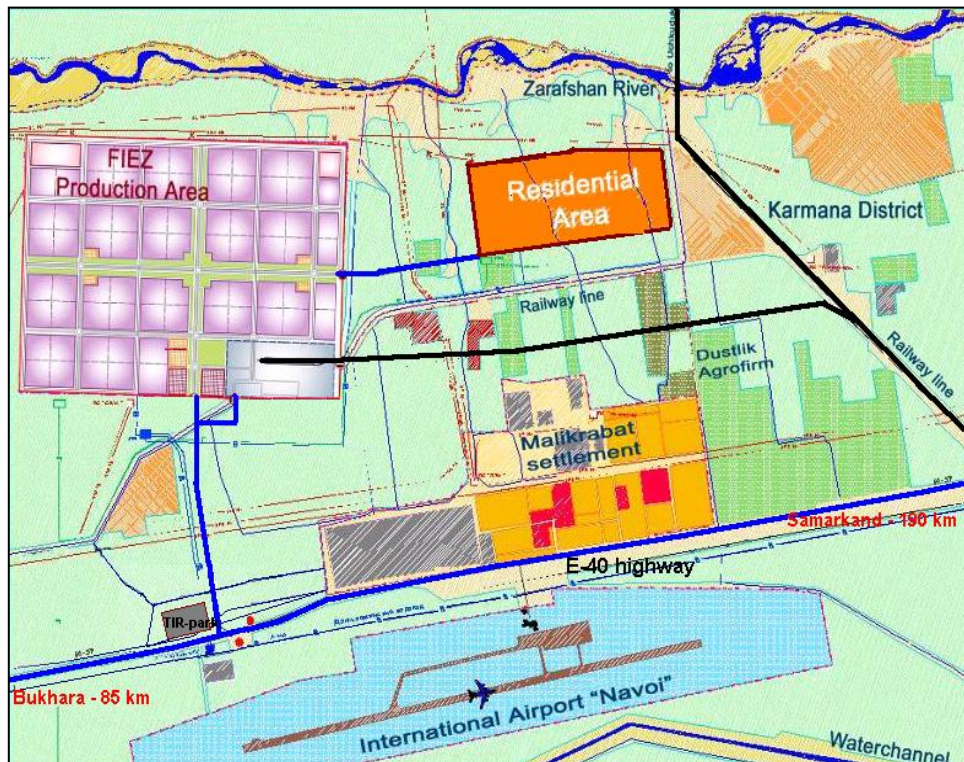 Zarafshan River
FIEZ
Production Area
Residential
Area
Karmana District
Railway line
Railway line
Dustlik
Agrofirm
Malikrabat
settlement
Samarkand - 190 km
E-40 highway
TIR-park
Bukhara - 85 km
International Airport "Navoi"
Waterchannel